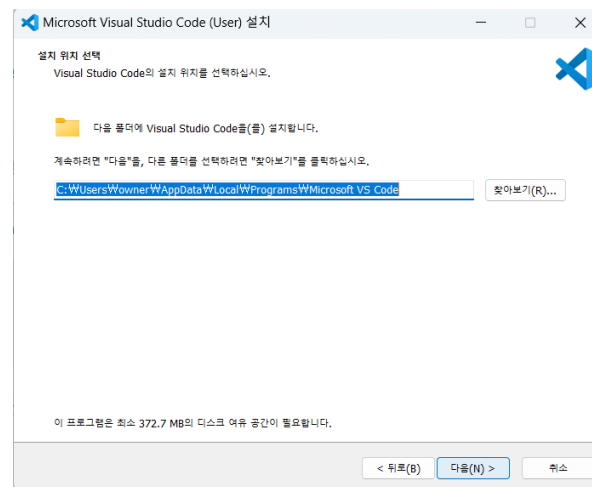 Microsoft Visual Studio Code (User) 설치
설치 위치 선택
Visual Studio Code의 설치 위치를 선택하십시오.
다음 폴더에 Visual Studio Code을(를) 설치합니다.
계속하려면 "다음"을, 다른 폴더를 선택하려면 "찾아보기"를 클릭하십시오.
C:₩Users₩owner₩AppData₩Local₩Programs₩Microsoft VS Code
찾아보기(R)...
이 프로그램은 최소 372.7 MB의 디스크 여유 공간이 필요합니다.
< 뒤로(B)
다음(N) >
취소